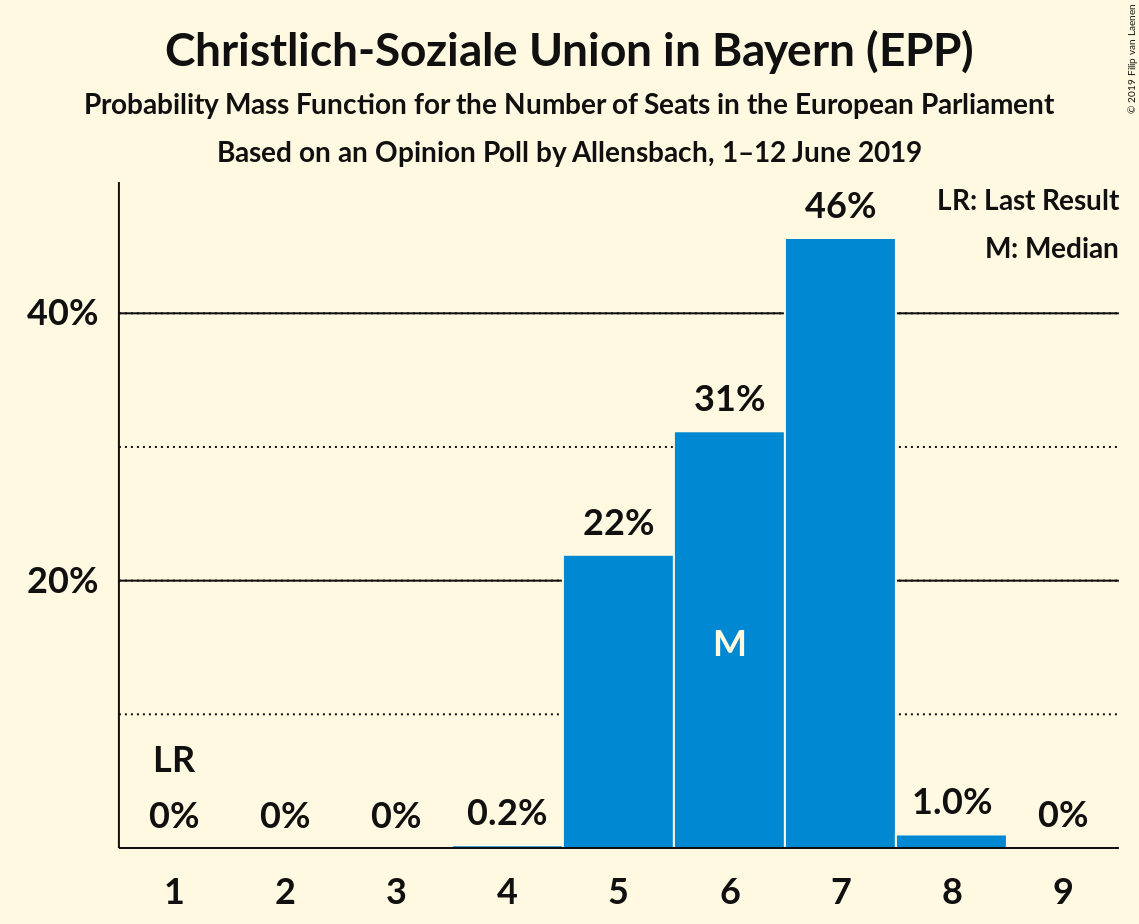 Christlich-Soziale Union in Bayern (EPP)
Probability Mass Function for the Number of Seats in the European Parliament
Based on an Opinion Poll by Allensbach, 1–12 June 2019
© 2019 Filip van Laenen
LR: Last Result
M: Median
46%
40%
31%
22%
20%
M
LR
0% 0% 0% 0.2% 1.0% 0%
1 2 3 4 5 6 7 8 9